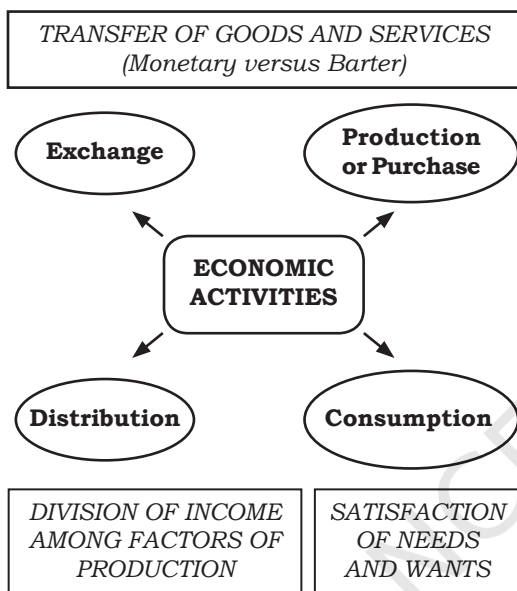 TRANSFER OF GOODS AND SERVICES
(Monetary versus Barter)
Exchange
Production
or Purchase
ECONOMIC
ACTIVITIES
Distribution
Consumption
DIVISION OF INCOME
AMONG FACTORS OF
PRODUCTION
SATISFACTION
OF NEEDS
AND WANTS